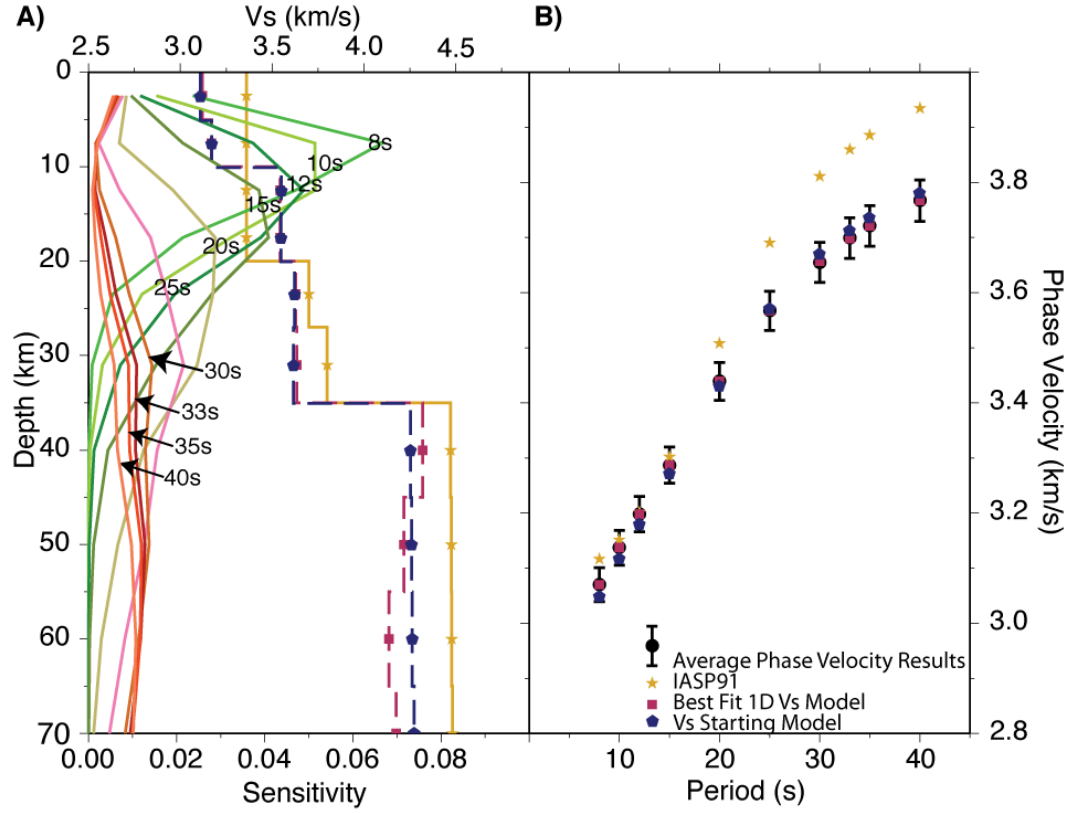 A)
Vs (km/s)
B)
2.5 3.0 3.5 4.0 4.5
0
10
20
30
40
50
60
70
Depth (km)
8s
10s
12s
15s
20s
25s
30s
33s
35s
40s
0.00 0.02 0.04 0.06 0.08
Sensitivity
3.8
3.6
3.4
3.2
3.0
2.8
Phase Velocity (km/s)
Average Phase Velocity Results
IASP91
Best Fit 1D Vs Model
Vs Starting Model
10 20 30 40
Period (s)